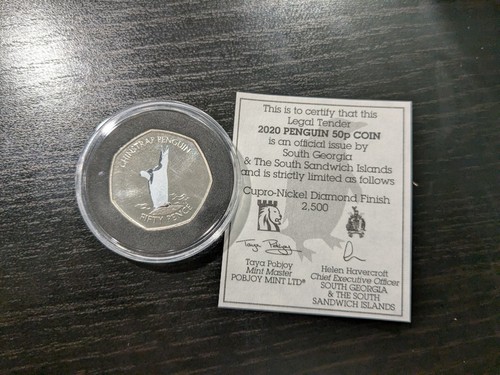 CHINSTRAP PENGUIN
FIFTY PENCE
This is to certify that this
Legal Tender
2020 PENGUIN 50p COIN
is an official issue by
South Georgia
& The South Sandwich Islands
and is strictly limited as follows
Cupro-Nickel Diamond Finish
2,500
Taya Pobjoy
Taya Pobjoy
Mint Master
POBJOY MINT LTD®
Helen Havercroft
Chief Executive Officer
SOUTH GEORGIA
& THE SOUTH
SANDWICH ISLANDS